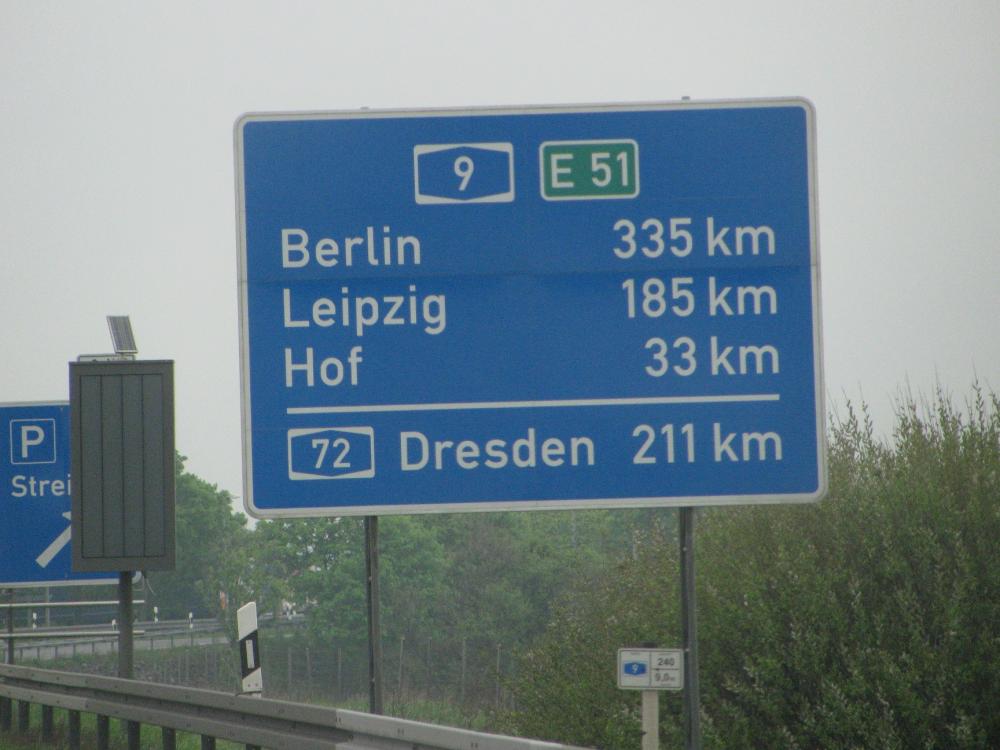 9 E 51
Berlin 335 km
Leipzig 185 km
Hof 33 km
72 Dresden 211 km
P
9 240
9,0